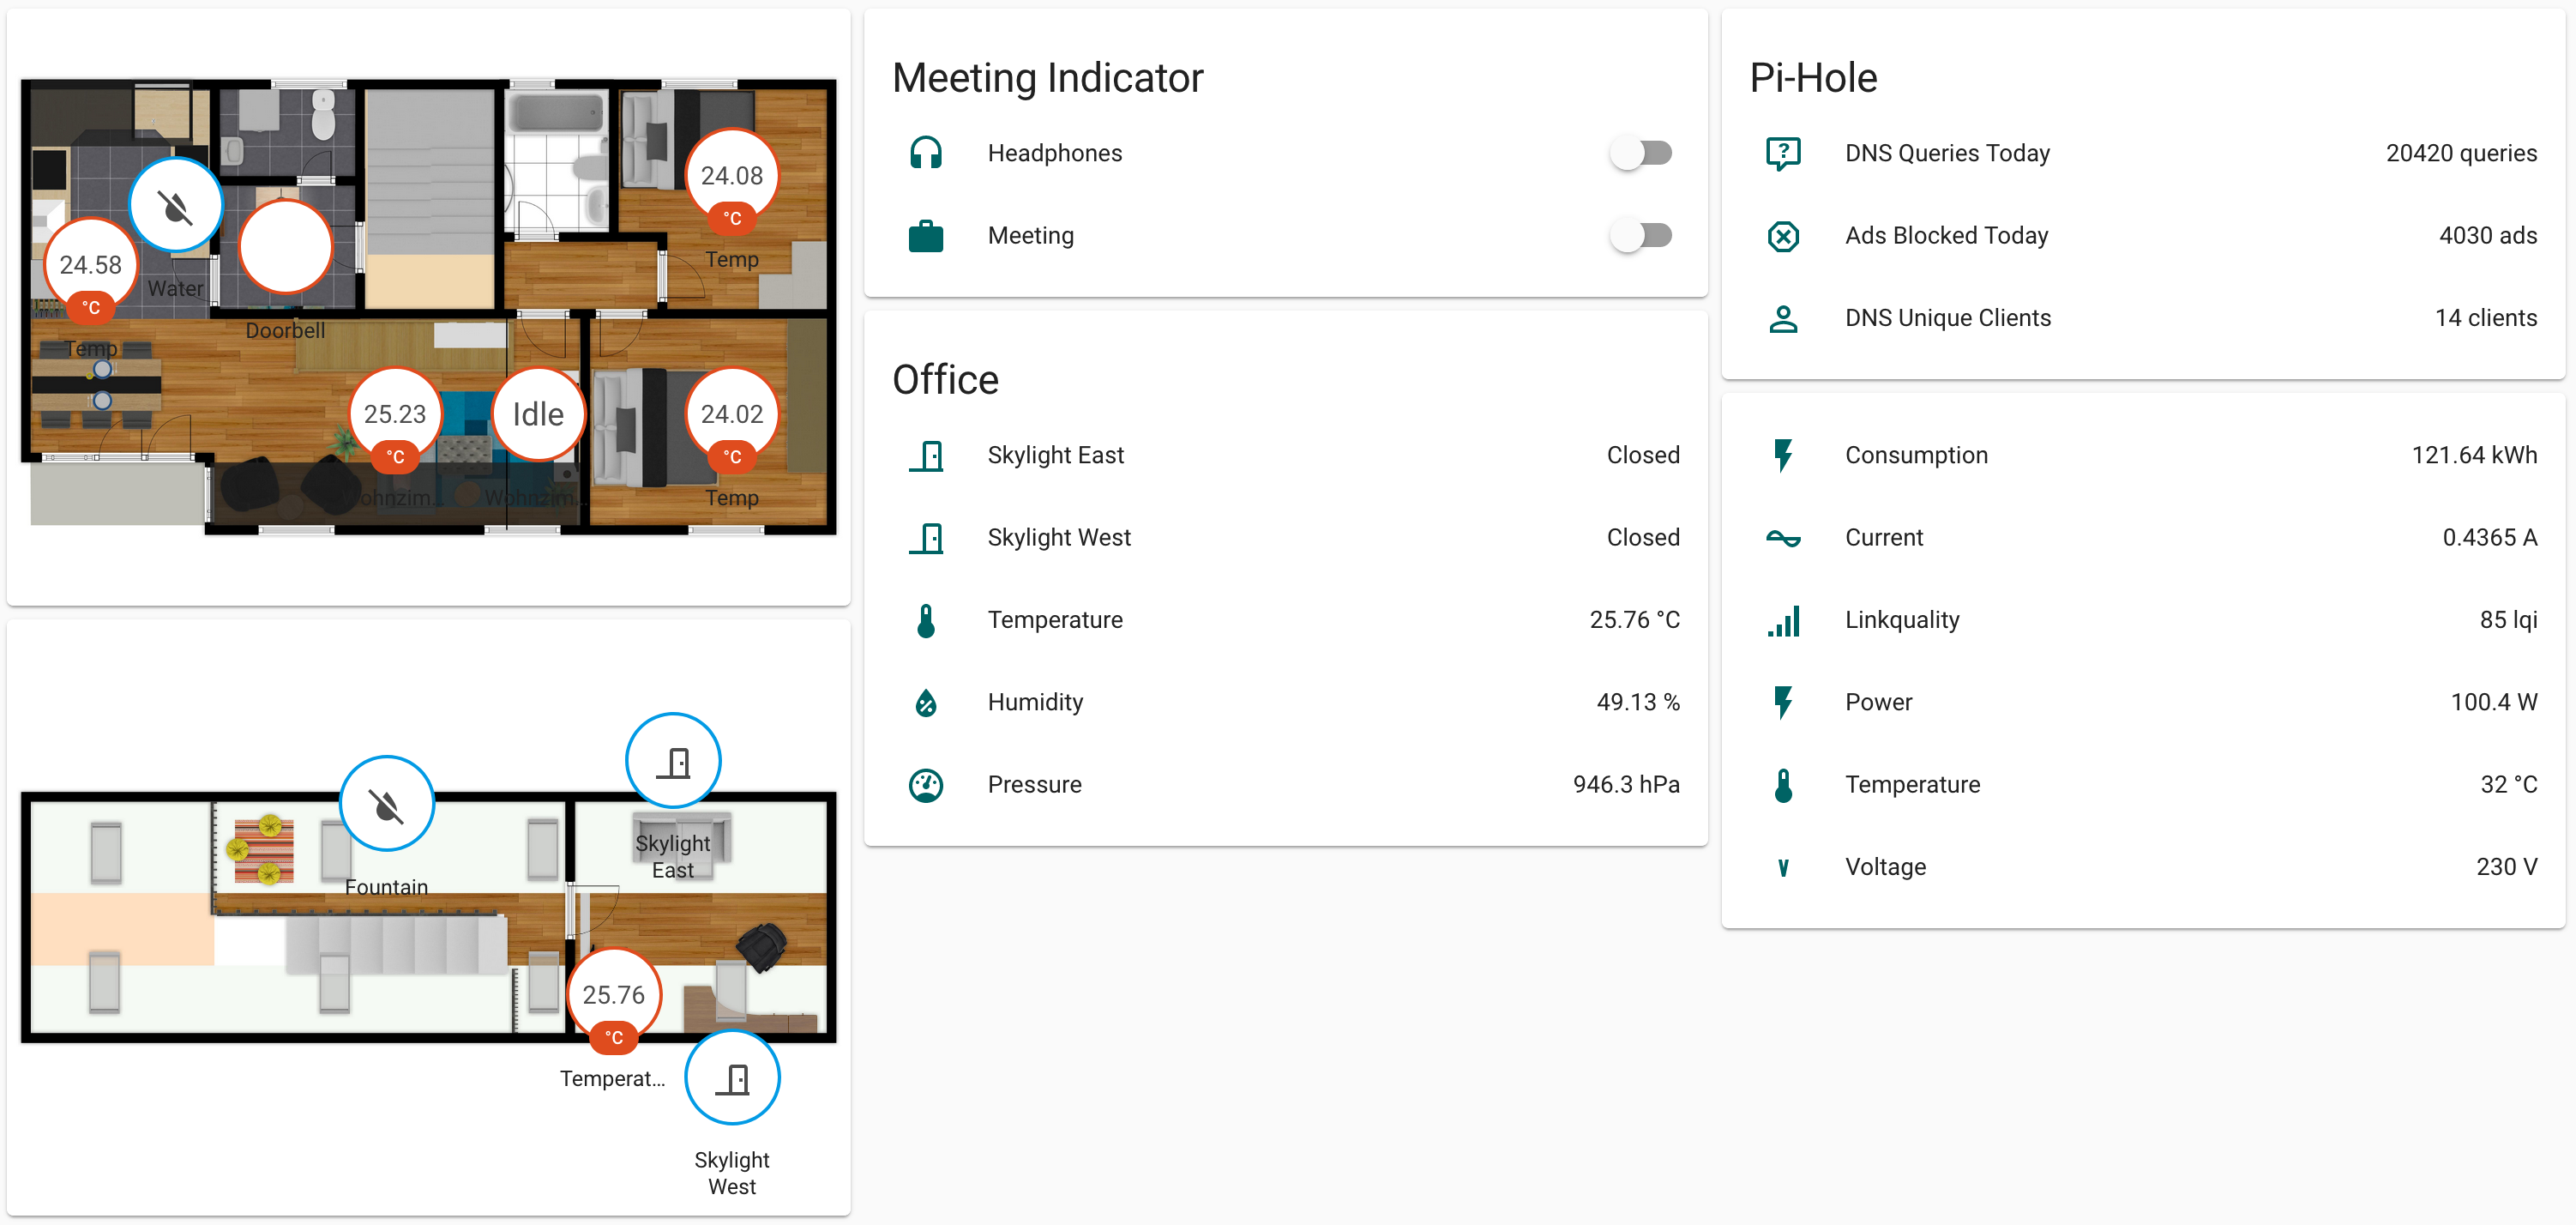 24.08
°C
Temp
24.58
°C
Temp
Water
Doorbell
25.23
°C
Wohnzim...
Idle
Wohnzim...
24.02
°C
Temp
Fountain
Skylight
East
25.76
°C
Temperat...
Skylight
West
Meeting Indicator
Headphones
Meeting
Office
Skylight East Closed
Skylight West Closed
Temperature 25.76 °C
Humidity 49.13 %
Pressure 946.3 hPa
Pi-Hole
DNS Queries Today 20420 queries
Ads Blocked Today 4030 ads
DNS Unique Clients 14 clients
Consumption 121.64 kWh
Current 0.4365 A
Linkquality 85 lqi
Power 100.4 W
Temperature 32 °C
Voltage 230 V